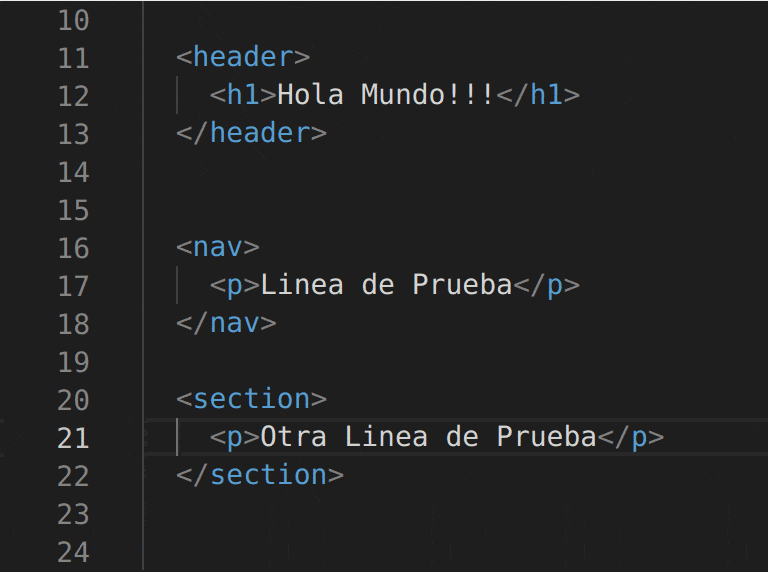 10
11 <header>
12 <h1>Hola Mundo!!!</h1>
13 </header>
14
15
16 <nav>
17 <p>Linea de Prueba</p>
18 </nav>
19
20 <section>
21 <p>Otra Linea de Prueba</p>
22 </section>
23
24